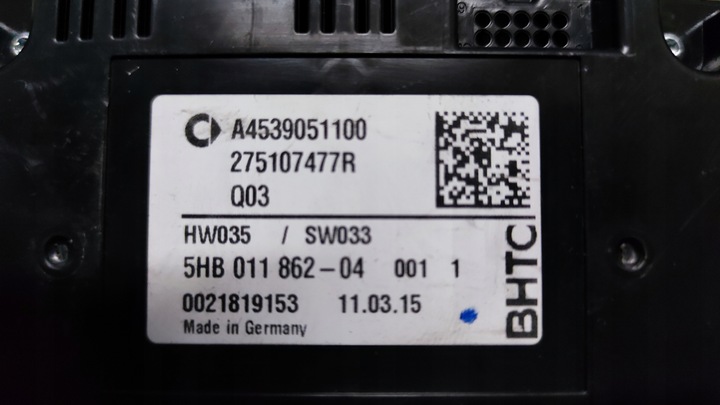 A4539051100
275107477R
Q03
HW035 / SW033
5HB 011 862-04 001 1
0021819153 11.03.15
Made in Germany
BHTC